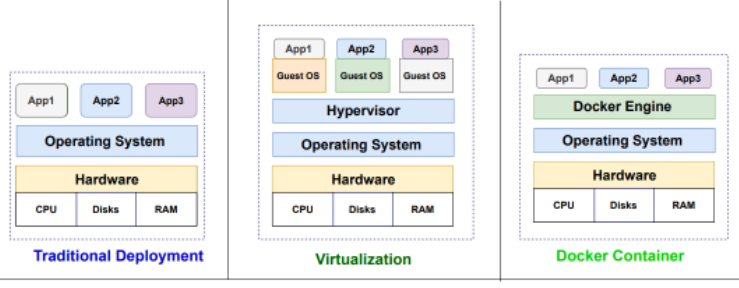 App1 App2 App3
Operating System
Hardware
CPU Disks RAM
Traditional Deployment
App1 App2 App3
Guest OS Guest OS Guest OS
Hypervisor
Operating System
Hardware
CPU Disks RAM
Virtualization
App1 App2 App3
Docker Engine
Operating System
Hardware
CPU Disks RAM
Docker Container